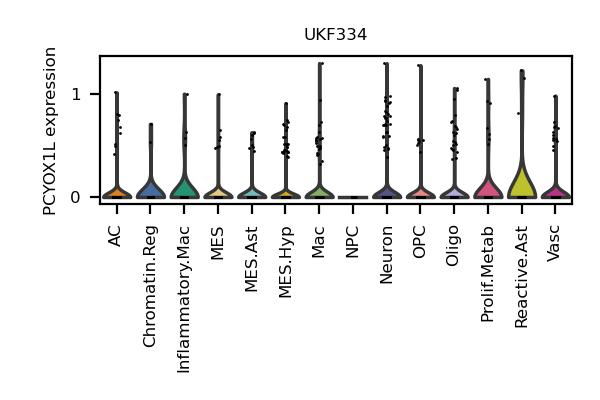 UKF334
PCYOX1L expression
1
0
AC
Chromatin.Reg
Inflammatory.Mac
MES
MES.Ast
MES.Hyp
Mac
NPC
Neuron
OPC
Oligo
Prolif.Metab
Reactive.Ast
Vasc